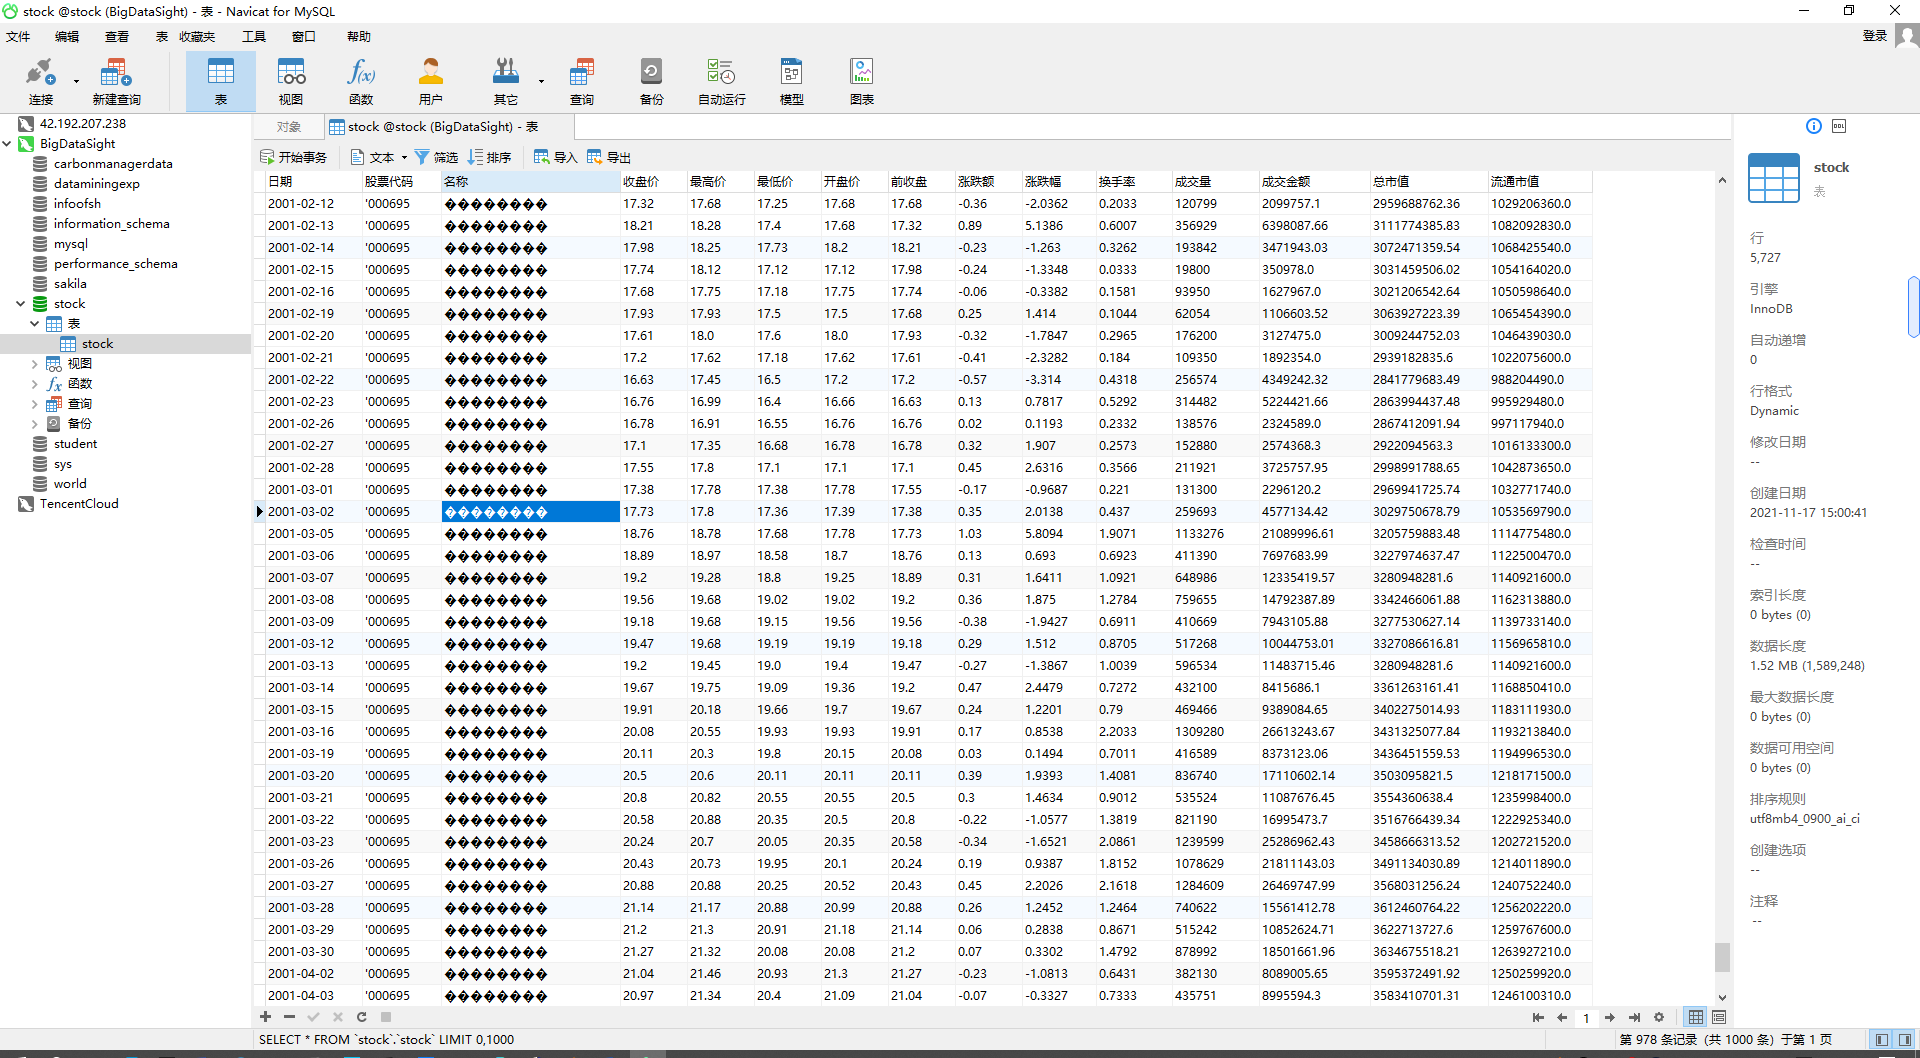 stock @stock (BigDataSight) - 表 - Navicat for MySQL
文件 编辑 查看 表 收藏夹 工具 窗口 帮助 登录
连接 新建查询 表 视图 函数 用户 其它 查询 备份 自动运行 模型 图表
42.192.207.238
BigDataSight
carbonmanagerdata
dataminingexp
infoofsh
information_schema
mysql
performance_schema
sakila
stock
表
stock
视图
函数
查询
备份
student
sys
world
TencentCloud
对象 stock @stock (BigDataSight) - 表
开始事务 文本 筛选 排序 导入 导出
日期 股票代码 名称 收盘价 最高价 最低价 开盘价 前收盘 涨跌额 涨跌幅 换手率 成交量 成交金额 总市值 流通市值
2001-02-12 '000695 �������� 17.32 17.68 17.25 17.68 17.68 -0.36 -2.0362 0.2033 120799 2099757.1 2959688762.36 1029206360.0
2001-02-13 '000695 �������� 18.21 18.28 17.4 17.68 17.32 0.89 5.1386 0.6007 356929 6398087.66 3111774385.83 1082092830.0
2001-02-14 '000695 �������� 17.98 18.25 17.73 18.2 18.21 -0.23 -1.263 0.3262 193842 3471943.03 3072471359.54 1068425540.0
2001-02-15 '000695 �������� 17.74 18.12 17.12 17.12 17.98 -0.24 -1.3348 0.0333 19800 350978.0 3031459506.02 1054164020.0
2001-02-16 '000695 �������� 17.68 17.75 17.18 17.75 17.74 -0.06 -0.3382 0.1581 93950 1627967.0 3021206542.64 1050598640.0
2001-02-19 '000695 �������� 17.93 17.93 17.5 17.5 17.68 0.25 1.414 0.1044 62054 1106603.52 3063927223.39 1065454390.0
2001-02-20 '000695 �������� 17.61 18.0 17.6 18.0 17.93 -0.32 -1.7847 0.2965 176200 3127475.0 3009244752.03 1046439030.0
2001-02-21 '000695 �������� 17.2 17.62 17.18 17.62 17.61 -0.41 -2.3282 0.184 109350 1892354.0 2939182835.6 1022075600.0
2001-02-22 '000695 �������� 16.63 17.45 16.5 17.2 17.2 -0.57 -3.314 0.4318 256574 4349242.32 2841779683.49 988204490.0
2001-02-23 '000695 �������� 16.76 16.99 16.4 16.66 16.63 0.13 0.7817 0.5292 314482 5224421.66 2863994437.48 995929480.0
2001-02-26 '000695 �������� 16.78 16.91 16.55 16.76 16.76 0.02 0.1193 0.2332 138576 2324589.0 2867412091.94 997117940.0
2001-02-27 '000695 �������� 17.1 17.35 16.68 16.78 16.78 0.32 1.907 0.2573 152880 2574368.3 2922094563.3 1016133300.0
2001-02-28 '000695 �������� 17.55 17.8 17.1 17.1 17.1 0.45 2.6316 0.3566 211921 3725757.95 2998991788.65 1042873650.0
2001-03-01 '000695 �������� 17.38 17.78 17.38 17.78 17.55 -0.17 -0.9687 0.221 131300 2296120.2 2969941725.74 1032771740.0
2001-03-02 '000695 �������� 17.73 17.8 17.36 17.39 17.38 0.35 2.0138 0.437 259693 4577134.42 3029750678.79 1053569790.0
2001-03-05 '000695 �������� 18.76 18.78 17.68 17.78 17.73 1.03 5.8094 1.9071 1133276 21089996.61 3205759883.48 1114775480.0
2001-03-06 '000695 �������� 18.89 18.97 18.58 18.7 18.76 0.13 0.693 0.6923 411390 7697683.99 3227974637.47 1122500470.0
2001-03-07 '000695 �������� 19.2 19.28 18.8 19.25 18.89 0.31 1.6411 1.0921 648986 12335419.57 3280948281.6 1140921600.0
2001-03-08 '000695 �������� 19.56 19.68 19.02 19.02 19.2 0.36 1.875 1.2784 759655 14792387.89 3342466061.88 1162313880.0
2001-03-09 '000695 �������� 19.18 19.68 19.15 19.56 19.56 -0.38 -1.9427 0.6911 410669 7943105.88 3277530627.14 1139733140.0
2001-03-12 '000695 �������� 19.47 19.68 19.19 19.19 19.18 0.29 1.512 0.8705 517268 10044753.01 3327086616.81 1156965810.0
2001-03-13 '000695 �������� 19.2 19.45 19.0 19.4 19.47 -0.27 -1.3867 1.0039 596534 11483715.46 3280948281.6 1140921600.0
2001-03-14 '000695 �������� 19.67 19.75 19.09 19.36 19.2 0.47 2.4479 0.7272 432100 8415686.1 3361263161.41 1168850410.0
2001-03-15 '000695 �������� 19.91 20.18 19.66 19.7 19.67 0.24 1.2201 0.79 469466 9389084.65 3402275014.93 1183111930.0
2001-03-16 '000695 �������� 20.08 20.55 19.93 19.93 19.91 0.17 0.8538 2.2033 1309280 26613243.67 3431325077.84 1193213840.0
2001-03-19 '000695 �������� 20.11 20.3 19.8 20.15 20.08 0.03 0.1494 0.7011 416589 8373123.06 3436451559.53 1194996530.0
2001-03-20 '000695 �������� 20.5 20.6 20.11 20.11 20.11 0.39 1.9393 1.4081 836740 17110602.14 3503095821.5 1218171500.0
2001-03-21 '000695 �������� 20.8 20.82 20.55 20.55 20.5 0.3 1.4634 0.9012 535524 11087676.45 3554360638.4 1235998400.0
2001-03-22 '000695 �������� 20.58 20.88 20.35 20.5 20.8 -0.22 -1.0577 1.3819 821190 16995473.7 3516766439.34 1222925340.0
2001-03-23 '000695 �������� 20.24 20.7 20.05 20.35 20.58 -0.34 -1.6521 2.0861 1239599 25286962.43 3458666313.52 1202721520.0
2001-03-26 '000695 �������� 20.43 20.73 19.95 20.1 20.24 0.19 0.9387 1.8152 1078629 21811143.03 3491134030.89 1214011890.0
2001-03-27 '000695 �������� 20.88 20.88 20.25 20.52 20.43 0.45 2.2026 2.1618 1284609 26469747.99 3568031256.24 1240752240.0
2001-03-28 '000695 �������� 21.14 21.17 20.88 20.99 20.88 0.26 1.2452 1.2464 740622 15561412.78 3612460764.22 1256202220.0
2001-03-29 '000695 �������� 21.2 21.3 20.91 21.18 21.14 0.06 0.2838 0.8671 515242 10852624.71 3622713727.6 1259767600.0
2001-03-30 '000695 �������� 21.27 21.32 20.08 20.08 21.2 0.07 0.3302 1.4792 878992 18501661.96 3634675518.21 1263927210.0
2001-04-02 '000695 �������� 21.04 21.46 20.93 21.3 21.27 -0.23 -1.0813 0.6431 382130 8089005.65 3595372491.92 1250259920.0
2001-04-03 '000695 �������� 20.97 21.34 20.4 21.09 21.04 -0.07 -0.3327 0.7333 435751 8995594.3 3583410701.31 1246100310.0
1
SELECT * FROM `stock`.`stock` LIMIT 0,1000
第 978 条记录 (共 1000 条) 于第 1 页
stock
表
行
5,727
引擎
InnoDB
自动递增
0
行格式
Dynamic
修改日期
--
创建日期
2021-11-17 15:00:41
检查时间
--
索引长度
0 bytes (0)
数据长度
1.52 MB (1,589,248)
最大数据长度
0 bytes (0)
数据可用空间
0 bytes (0)
排序规则
utf8mb4_0900_ai_ci
创建选项
--
注释
--